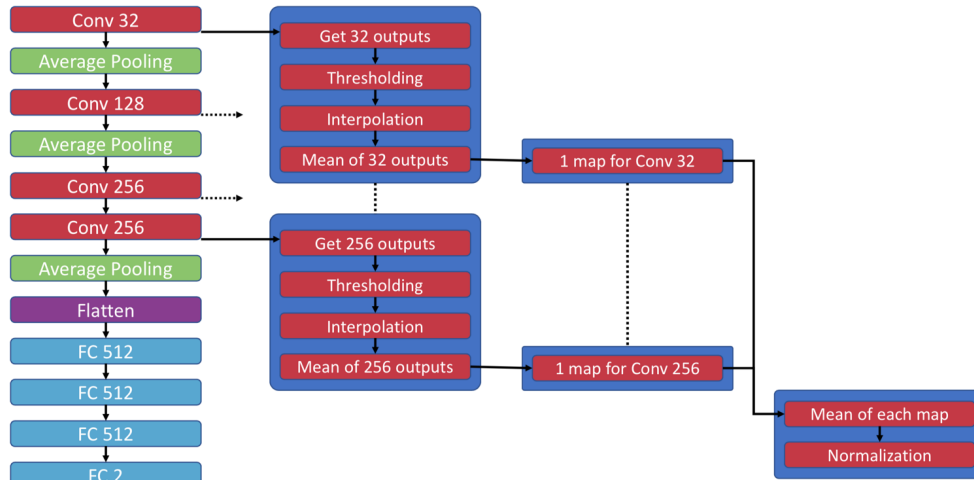 Conv 32
Average Pooling
Conv 128
Average Pooling
Conv 256
Conv 256
Average Pooling
Flatten
FC 512
FC 512
FC 512
FC 2
Get 32 outputs
Thresholding
Interpolation
Mean of 32 outputs
Get 256 outputs
Thresholding
Interpolation
Mean of 256 outputs
1 map for Conv 32
1 map for Conv 256
Mean of each map
Normalization